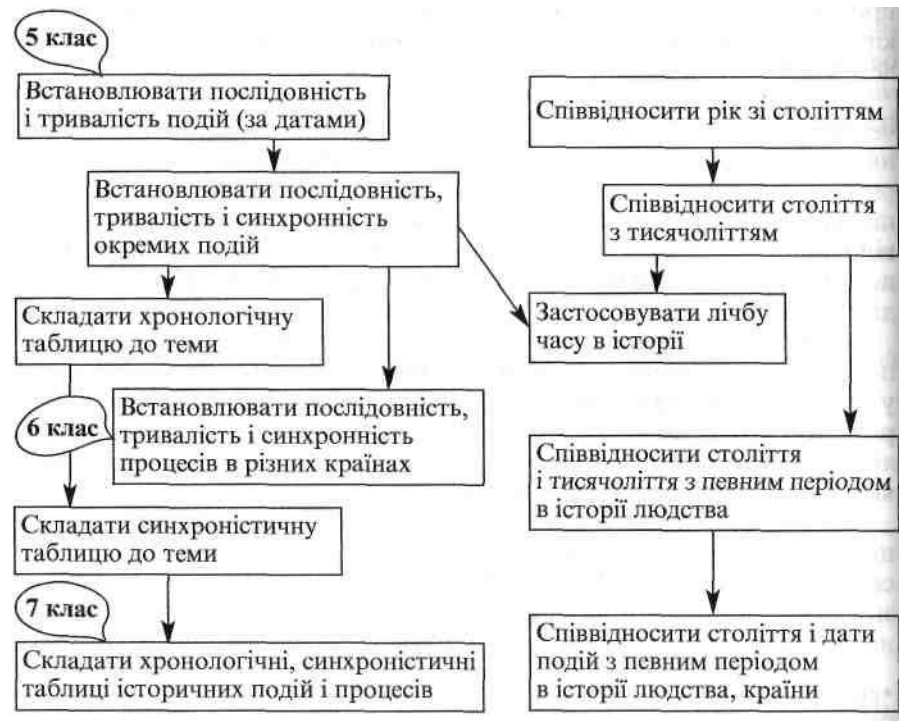 5 клас
Встановлювати послідовність
і тривалість подій (за датами)
Співвідносити рік зі століттям
Встановлювати послідовність,
тривалість і синхронність
окремих подій
Співвідносити століття
з тисячоліттям
Складати хронологічну
таблицю до теми
Застосовувати лічбу
часу в історії
6 клас
Встановлювати послідовність,
тривалість і синхронність
процесів в різних країнах
Співвідносити століття
і тисячоліття з певним періодом
в історії людства
Складати синхроністичну
таблицю до теми
7 клас
Складати хронологічні, синхроністичні
таблиці історичних подій і процесів
Співвідносити століття і дати
подій з певним періодом
в історії людства, країни